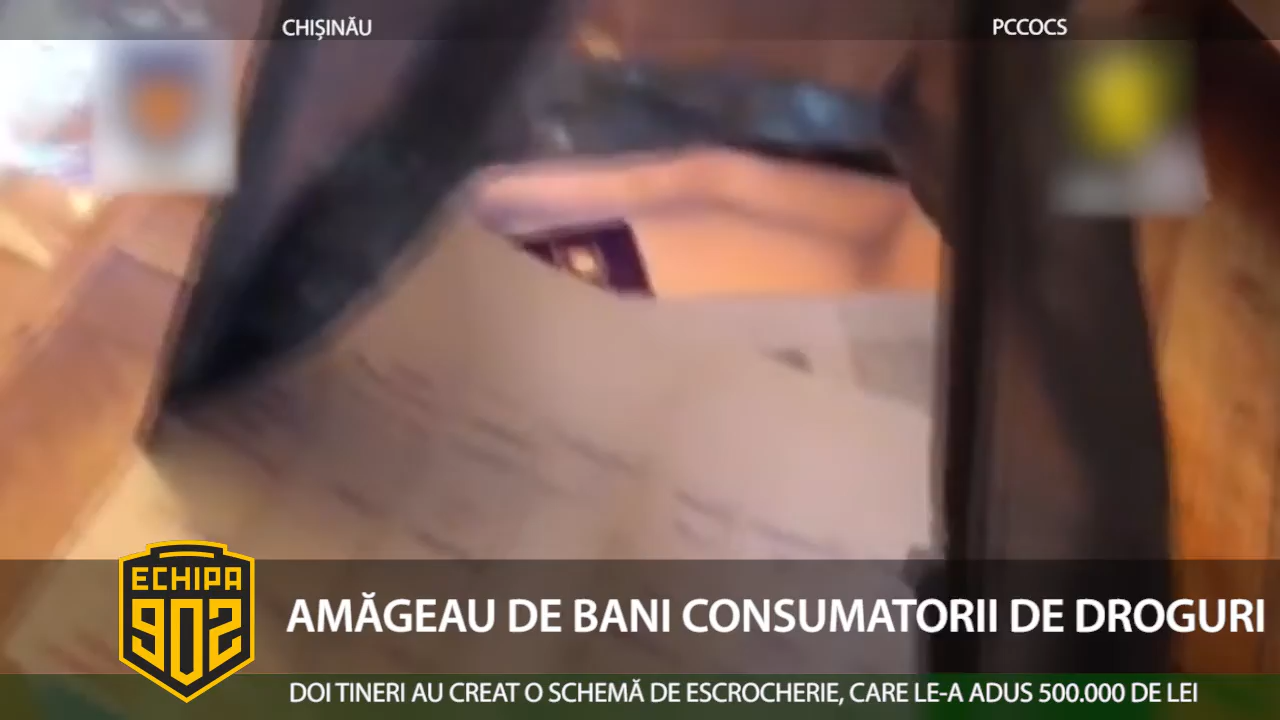 CHIȘINĂU
PCCOCS
ECHIPA
902
AMĂGEAU DE BANI CONSUMATORII DE DROGURI
DOI TINERI AU CREAT O SCHEMĂ DE ESCROCHERIE, CARE LE-A ADUS 500.000 DE LEI